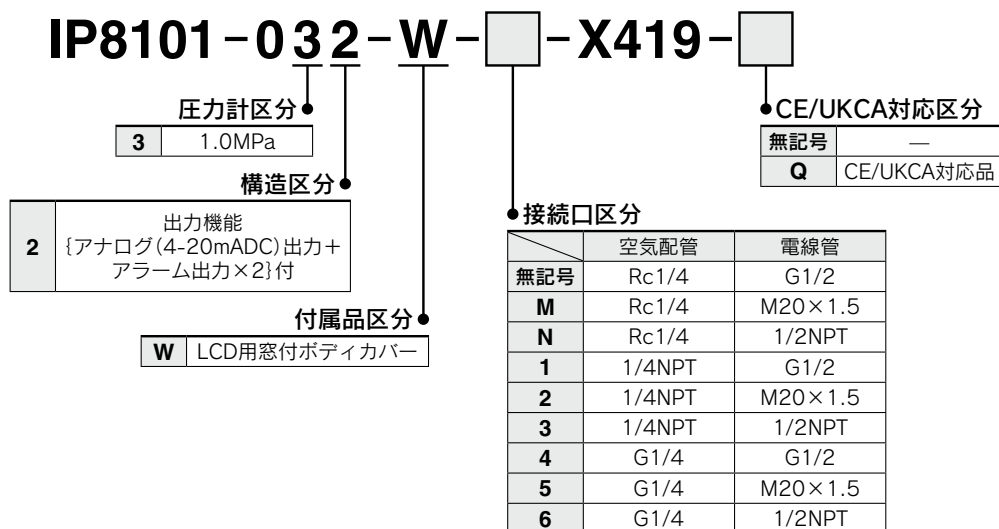 IP8101-032-W-□-X419-□
圧力計区分
3 1.0MPa
構造区分
2 出力機能
{アナログ(4-20mADC)出力+
アラーム出力×2}付
付属品区分
W LCD用窓付ボディカバー
CE/UKCA対応区分
無記号 —
Q CE/UKCA対応品
接続口区分
空気配管 電線管
無記号 Rc1/4 G1/2
M Rc1/4 M20×1.5
N Rc1/4 1/2NPT
1 1/4NPT G1/2
2 1/4NPT M20×1.5
3 1/4NPT 1/2NPT
4 G1/4 G1/2
5 G1/4 M20×1.5
6 G1/4 1/2NPT